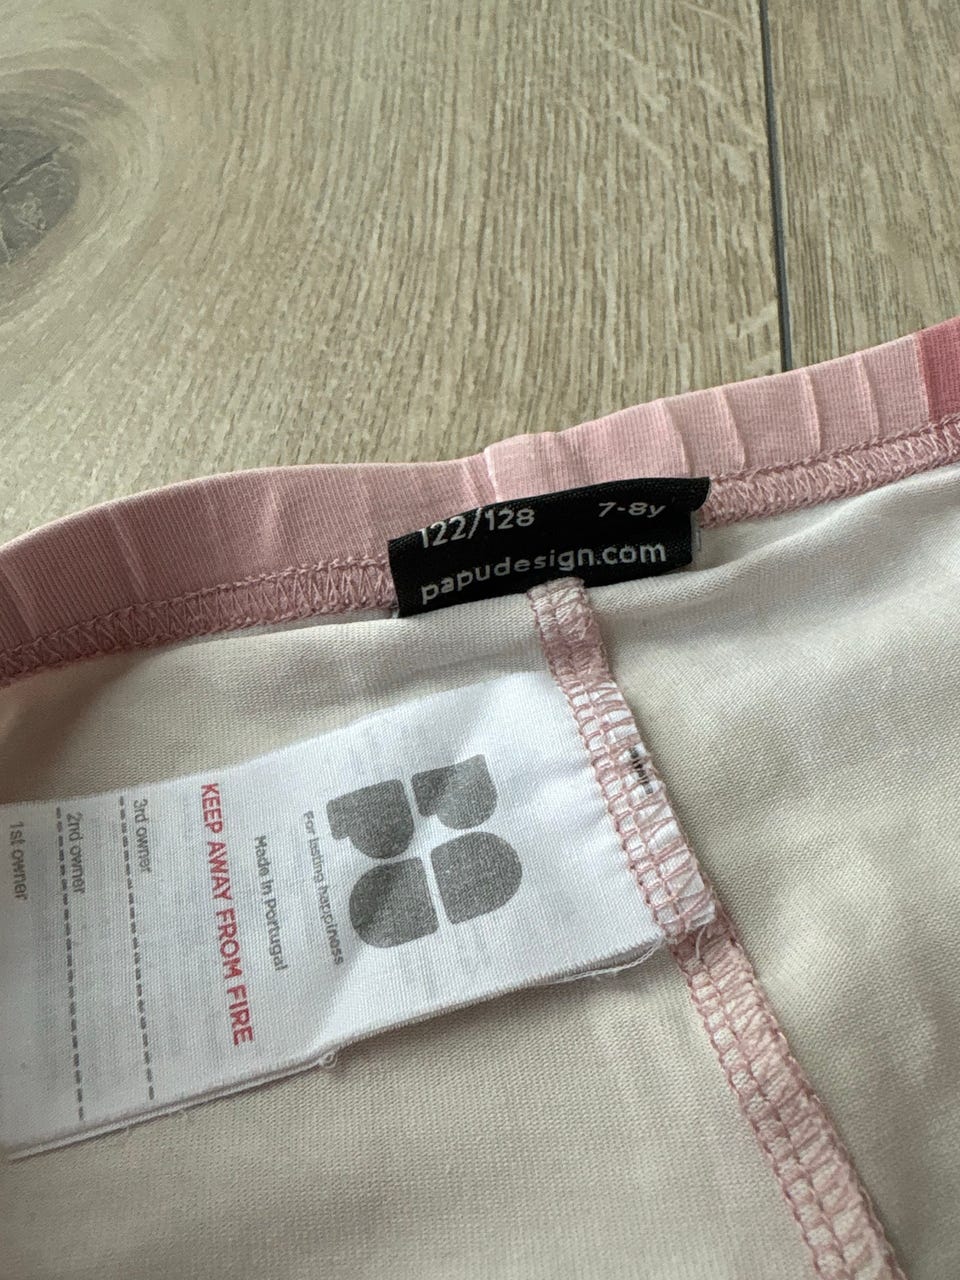 122/128 7-8y
papudesign.com
For lasting happiness
Made in Portugal
KEEP AWAY FROM FIRE
3rd owner
2nd owner
1st owner